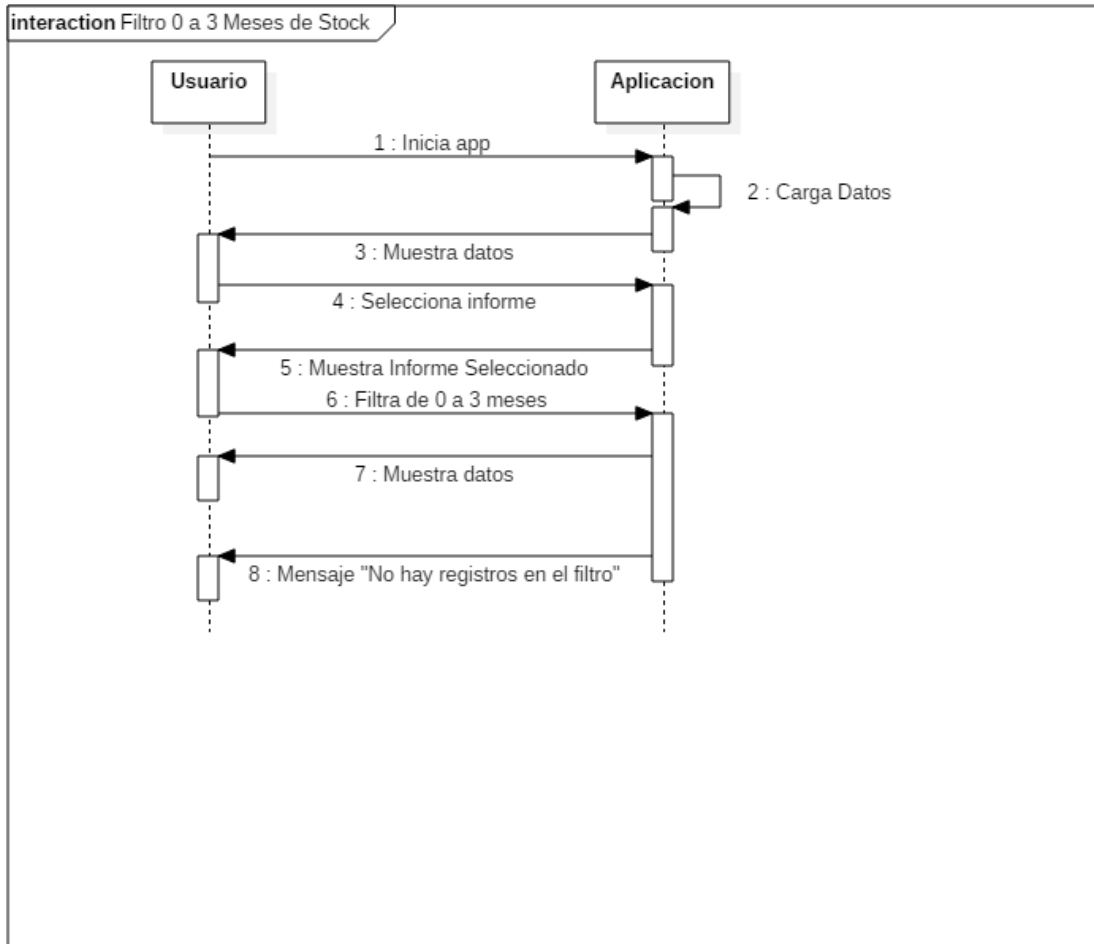 interaction Filtro 0 a 3 Meses de Stock
Usuario
Aplicacion
1 : Inicia app
2 : Carga Datos
3 : Muestra datos
4 : Selecciona informe
5 : Muestra Informe Seleccionado
6 : Filtra de 0 a 3 meses
7 : Muestra datos
8 : Mensaje "No hay registros en el filtro"